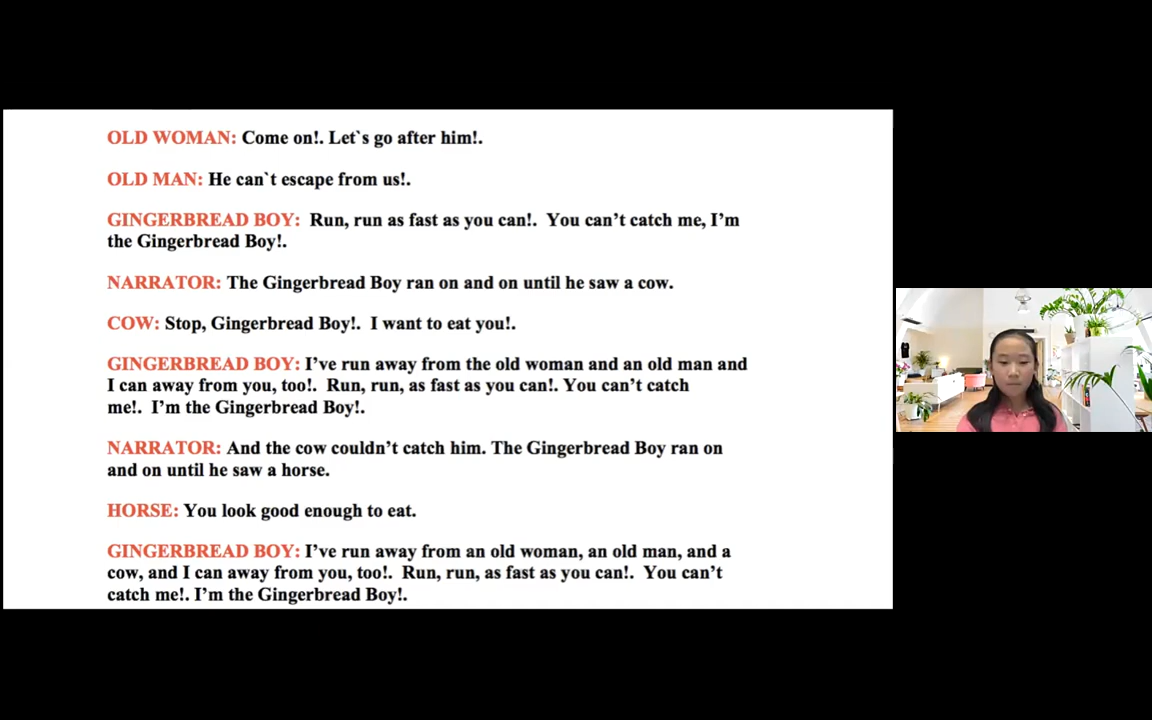 OLD WOMAN: Come on!. Let`s go after him!.
OLD MAN: He can`t escape from us!.
GINGERBREAD BOY:  Run, run as fast as you can!.  You can’t catch me, I’m
the Gingerbread Boy!.
NARRATOR: The Gingerbread Boy ran on and on until he saw a cow.
COW: Stop, Gingerbread Boy!.  I want to eat you!.
GINGERBREAD BOY: I’ve run away from the old woman and an old man and
I can away from you, too!.  Run, run, as fast as you can!. You can’t catch
me!.  I’m the Gingerbread Boy!.
NARRATOR: And the cow couldn’t catch him. The Gingerbread Boy ran on
and on until he saw a horse.
HORSE: You look good enough to eat.
GINGERBREAD BOY: I’ve run away from an old woman, an old man, and a
cow, and I can away from you, too!.  Run, run, as fast as you can!.  You can’t
catch me!. I’m the Gingerbread Boy!.